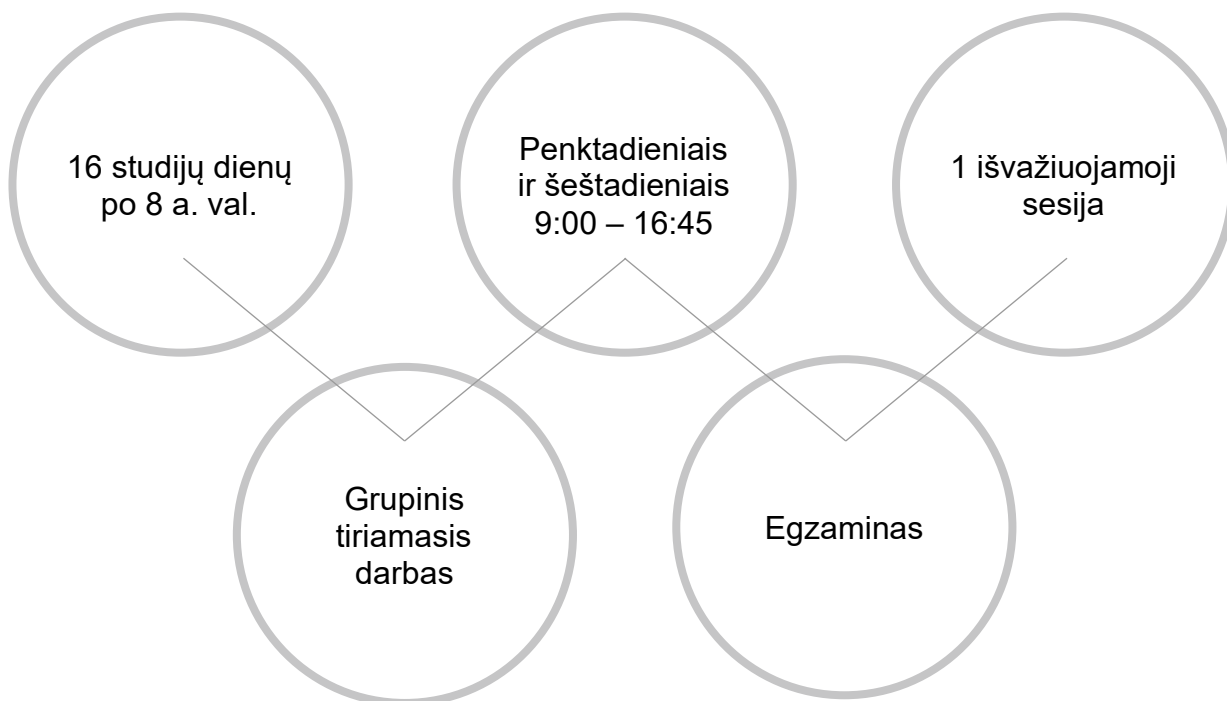 16 studijų dienų
po 8 a. val.
Penktadieniais
ir šeštadieniais
9:00 – 16:45
1 išvažiuojamoji
sesija
Grupinis
tiriamasis
darbas
Egzaminas